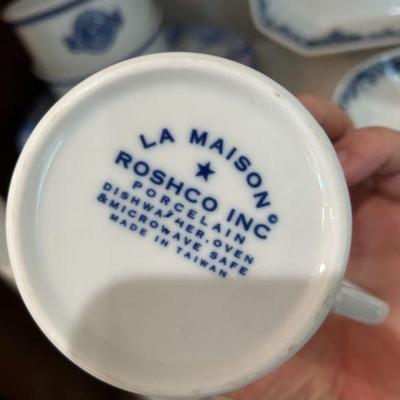 LA MAISON©
★
ROSHCO INC
PORCELAIN
DISHWASHER, OVEN
& MICROWAVE SAFE
MADE IN TAIWAN